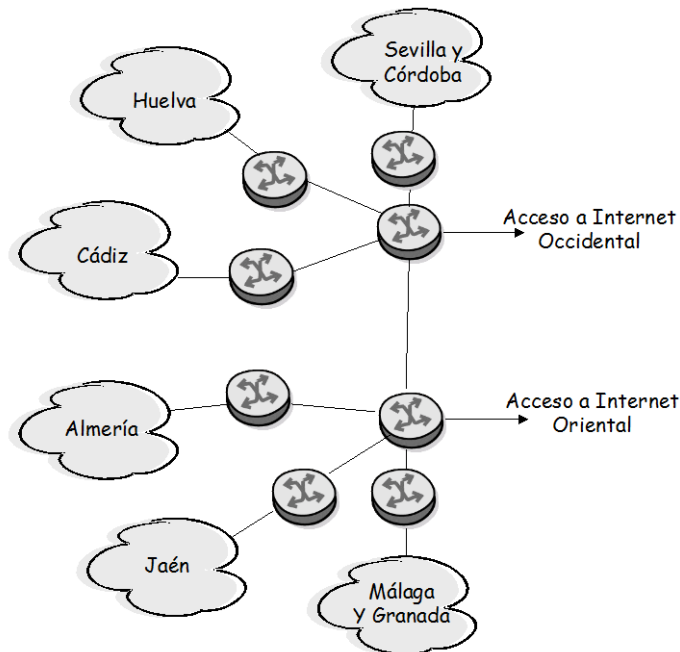 Sevilla y
Córdoba
Huelva
Acceso a Internet
Occidental
Cádiz
Acceso a Internet
Oriental
Almería
Jaén
Málaga
Y Granada